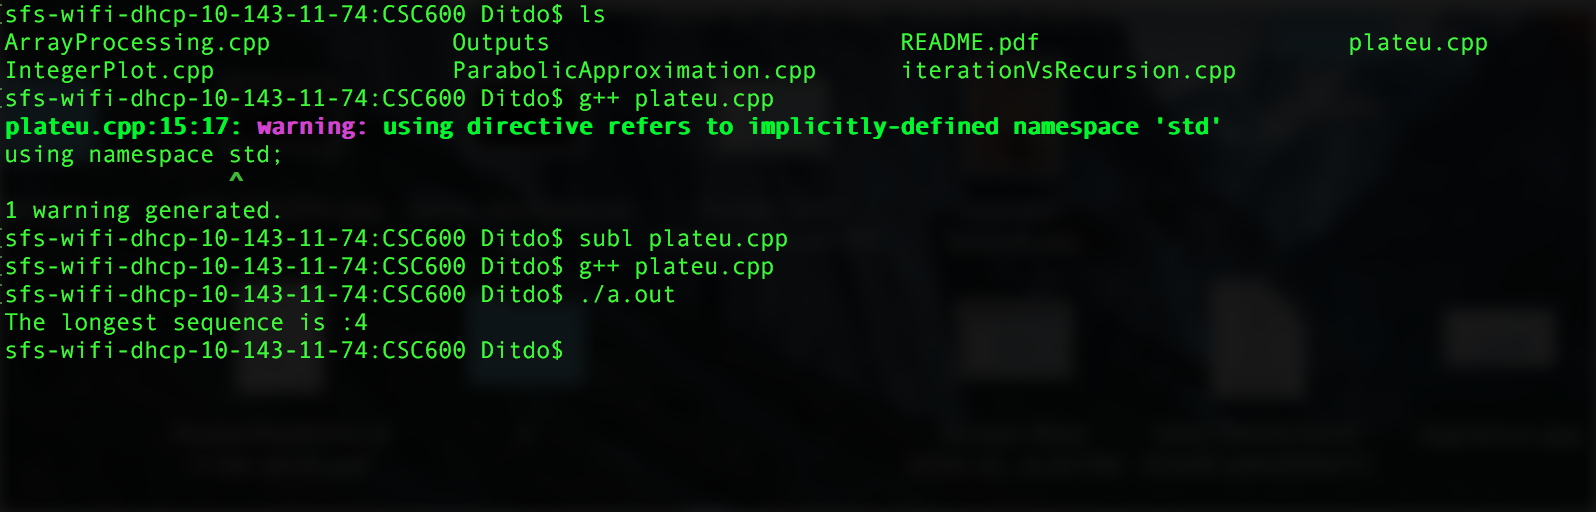 sfs-wifi-dhcp-10-143-11-74:CSC600 Ditdo$ ls
ArrayProcessing.cpp Outputs README.pdf plateu.cpp
IntegerPlot.cpp ParabolicApproximation.cpp iterationVsRecursion.cpp
sfs-wifi-dhcp-10-143-11-74:CSC600 Ditdo$ g++ plateu.cpp
plateu.cpp:15:17: warning: using directive refers to implicitly-defined namespace 'std'
using namespace std;
^
1 warning generated.
sfs-wifi-dhcp-10-143-11-74:CSC600 Ditdo$ subl plateu.cpp
sfs-wifi-dhcp-10-143-11-74:CSC600 Ditdo$ g++ plateu.cpp
sfs-wifi-dhcp-10-143-11-74:CSC600 Ditdo$ ./a.out
The longest sequence is :4
sfs-wifi-dhcp-10-143-11-74:CSC600 Ditdo$